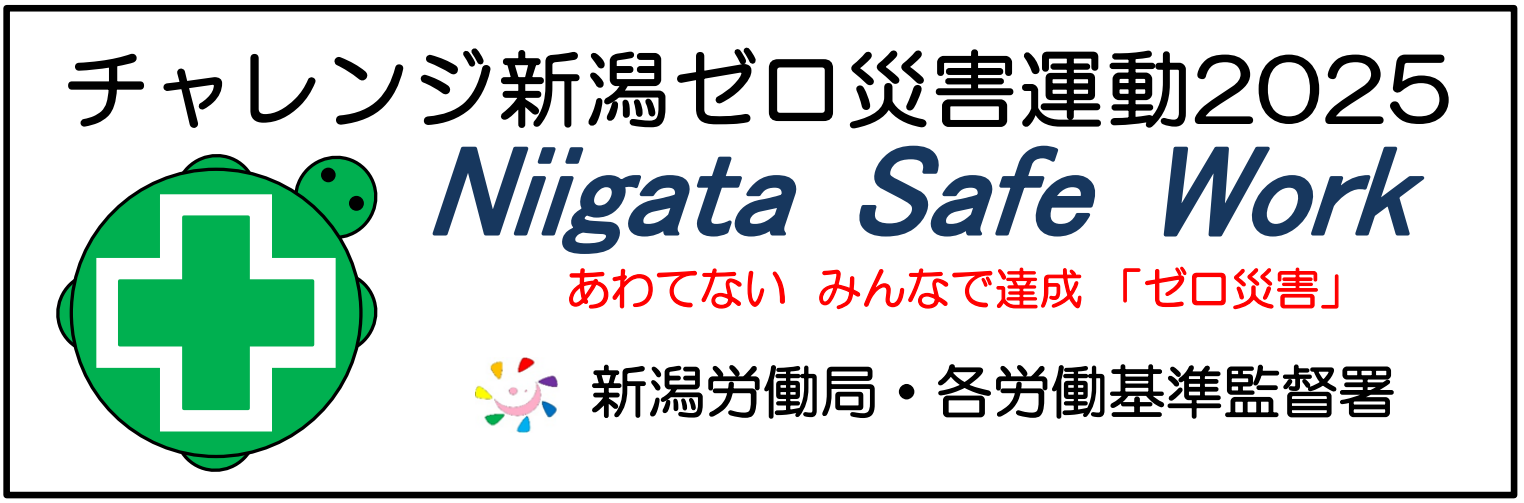 チャレンジ新潟ゼロ災害運動2025
Niigata Safe Work
あわてない みんなで達成 「ゼロ災害」
新潟労働局・各労働基準監督署